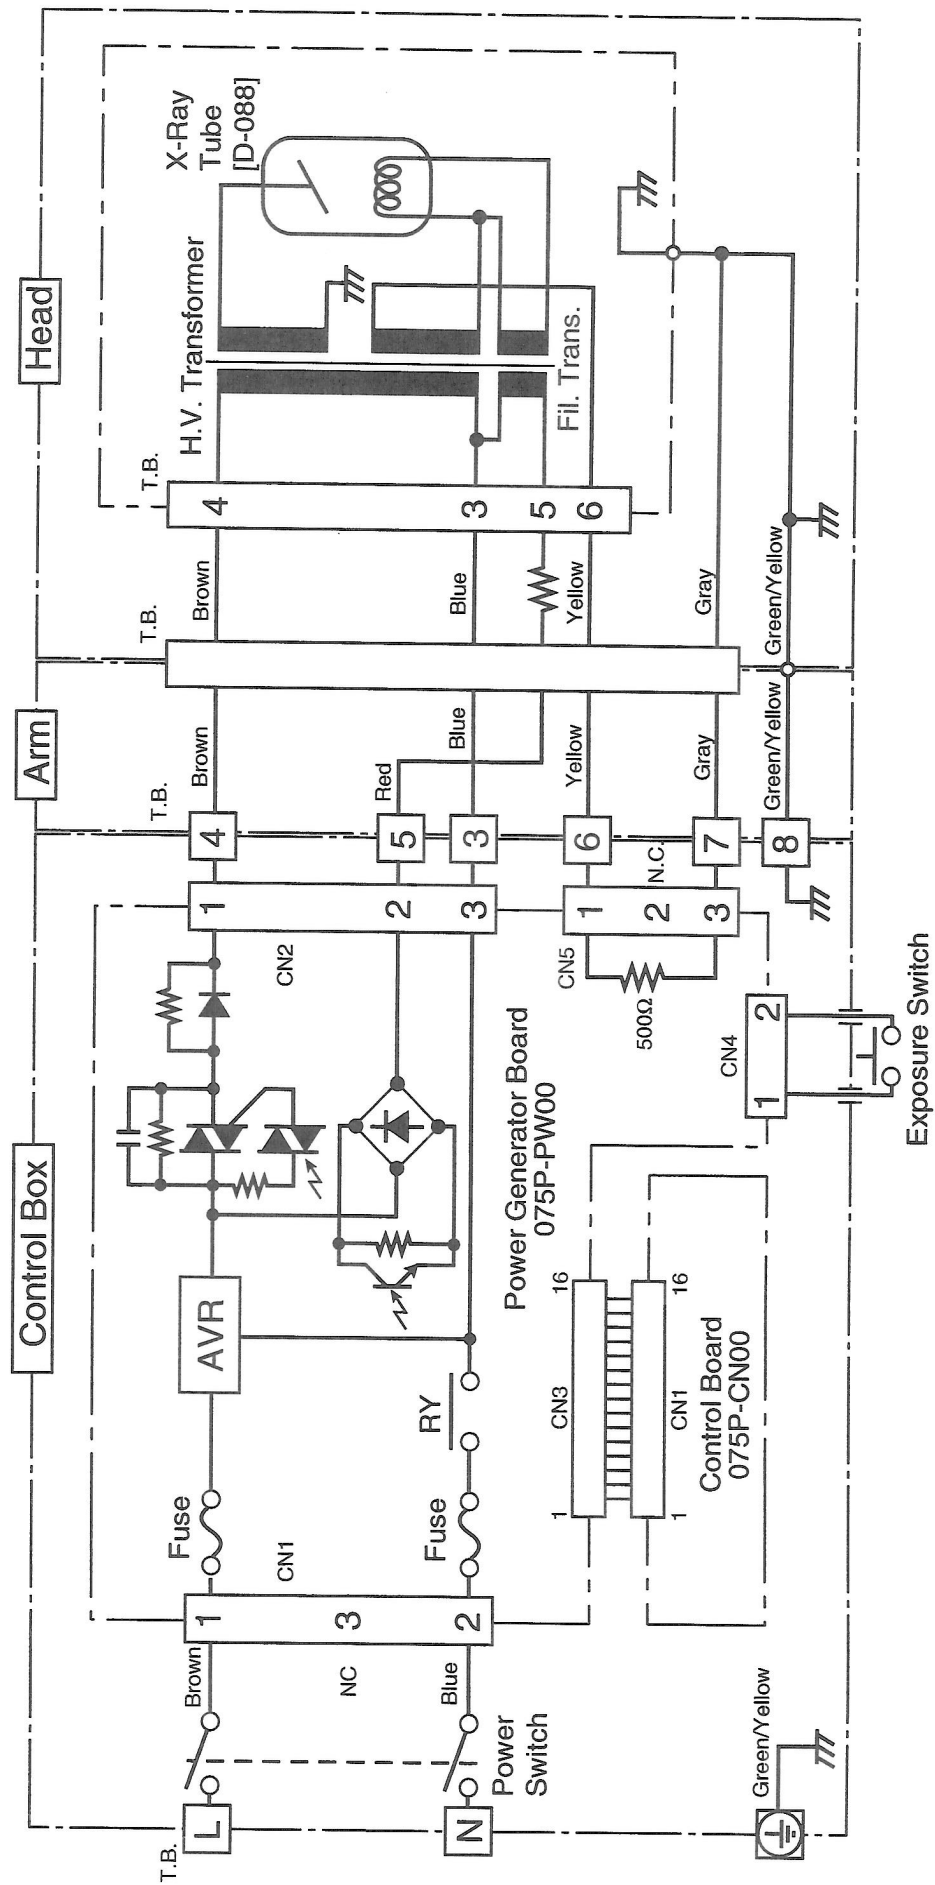 Control Box
Arm
Head
T.B.
L
N
Power
Switch
Brown
NC
Blue
Green/Yellow
1
3
2
CN1
Fuse
Fuse
RY
AVR
Power Generator Board
075P-PW00
CN3
1
16
CN1
1
16
Control Board
075P-CN00
CN2
1
2
3
CN5
1
2
3
N.C.
500Ω
CN4
1
2
Exposure Switch
T.B.
4
5
3
6
7
8
Brown
Red
Blue
Yellow
Gray
Green/Yellow
T.B.
Brown
Blue
Yellow
Gray
Green/Yellow
T.B.
4
3
5
6
H.V. Transformer
Fil. Trans.
X-Ray
Tube
[D-088]